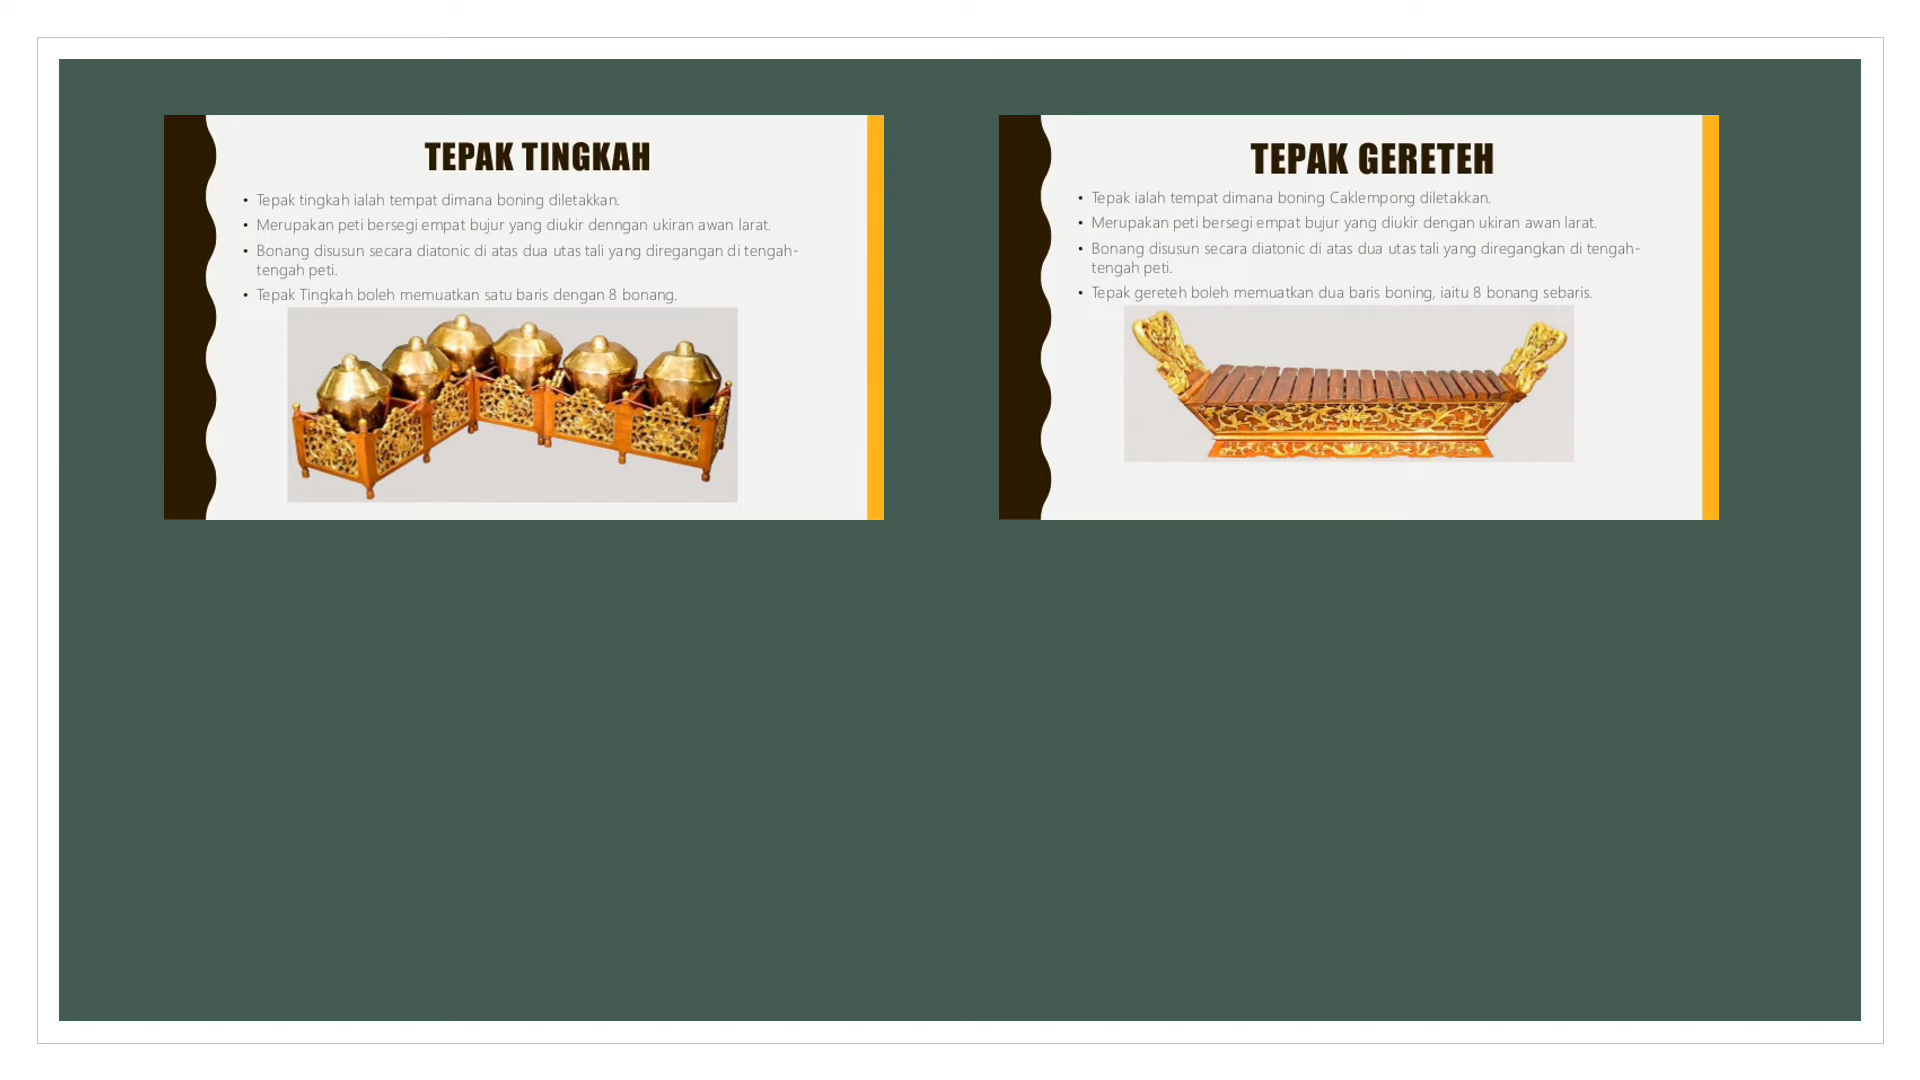 TEPAK TINGKAH
• Tepak tingkah ialah tempat dimana boning diletakkan.
• Merupakan peti bersegi empat bujur yang diukir denngan ukiran awan larat.
• Bonang disusun secara diatonic di atas dua utas tali yang diregangan di tengah-
tengah peti.
• Tepak Tingkah boleh memuatkan satu baris dengan 8 bonang.
TEPAK GERETEH
• Tepak ialah tempat dimana boning Caklempong diletakkan.
• Merupakan peti bersegi empat bujur yang diukir dengan ukiran awan larat.
• Bonang disusun secara diatonic di atas dua utas tali yang diregangkan di tengah-
tengah peti.
• Tepak gereteh boleh memuatkan dua baris boning, iaitu 8 bonang sebaris.